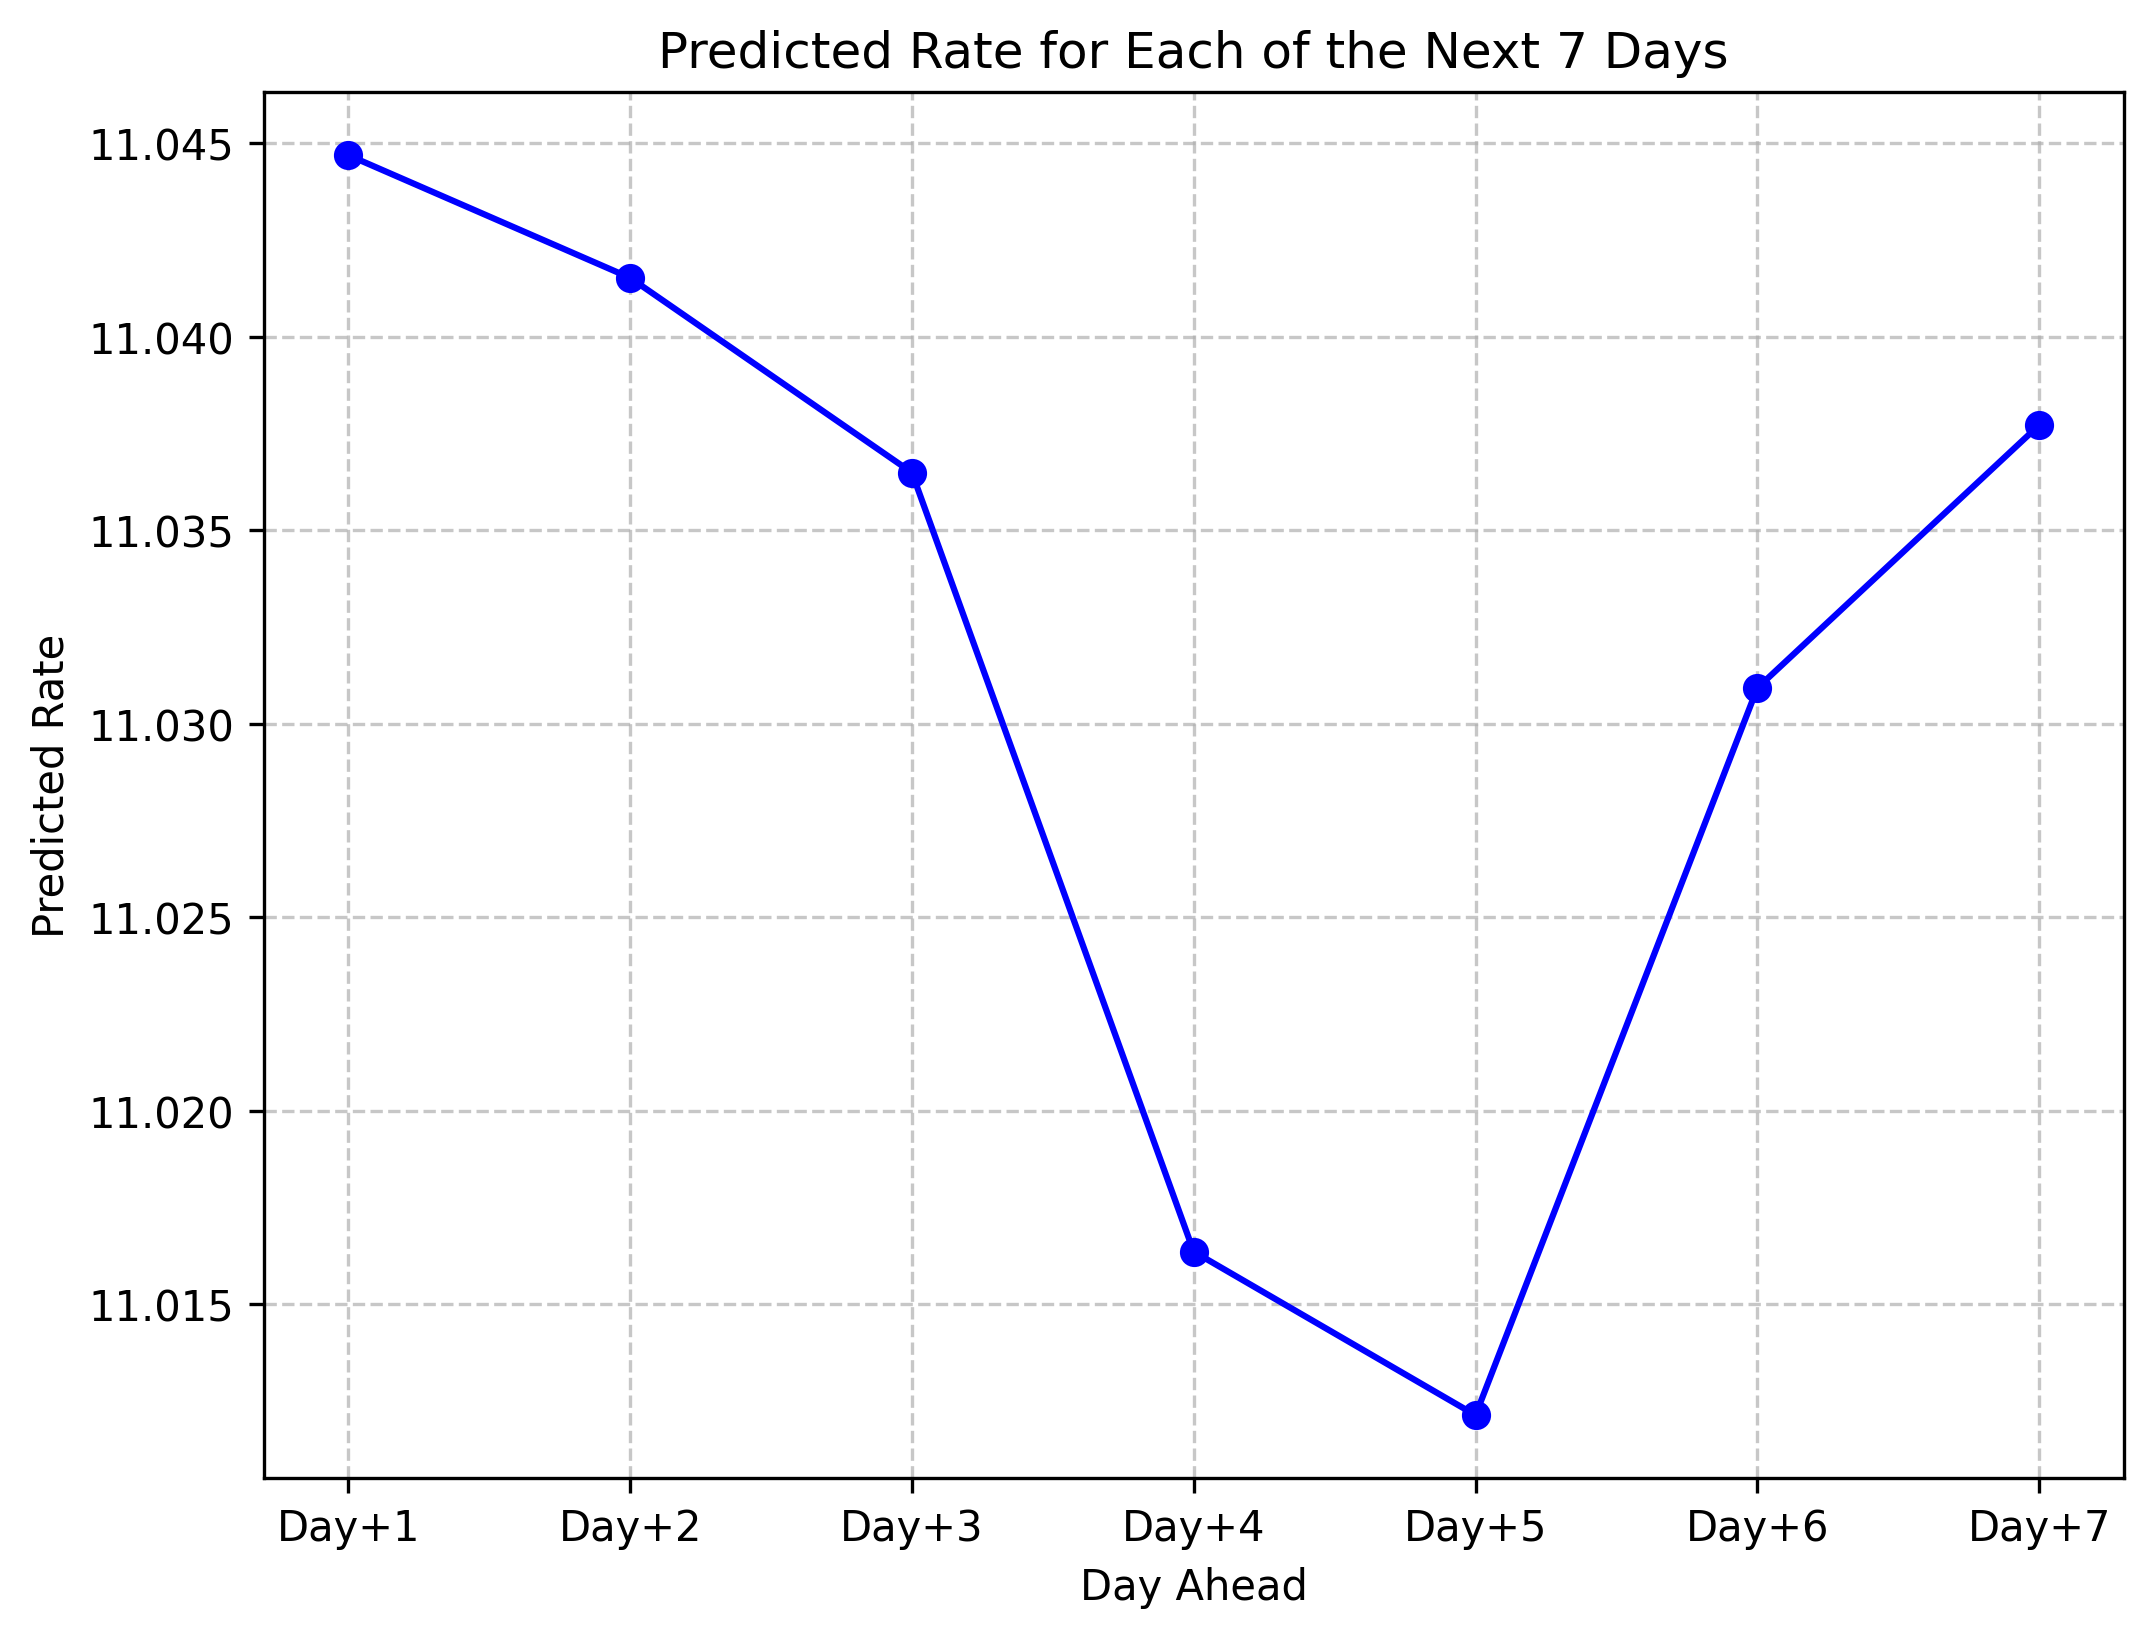 Predicted Rate for Each of the Next 7 Days
11.045
11.040
11.035
11.030
11.025
11.020
11.015
Predicted Rate
Day+1 Day+2 Day+3 Day+4 Day+5 Day+6 Day+7
Day Ahead